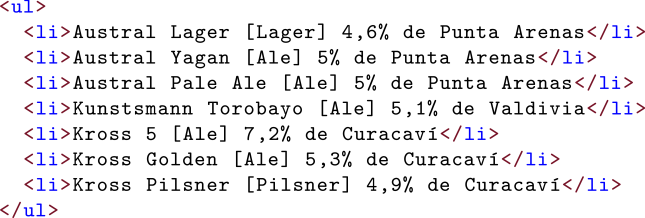 <ul>
  <li>Austral Lager [Lager] 4,6% de Punta Arenas</li>
  <li>Austral Yagan [Ale] 5% de Punta Arenas</li>
  <li>Austral Pale Ale [Ale] 5% de Punta Arenas</li>
  <li>Kunstsmann Torobayo [Ale] 5,1% de Valdivia</li>
  <li>Kross 5 [Ale] 7,2% de Curacaví</li>
  <li>Kross Golden [Ale] 5,3% de Curacaví</li>
  <li>Kross Pilsner [Pilsner] 4,9% de Curacaví</li>
</ul>